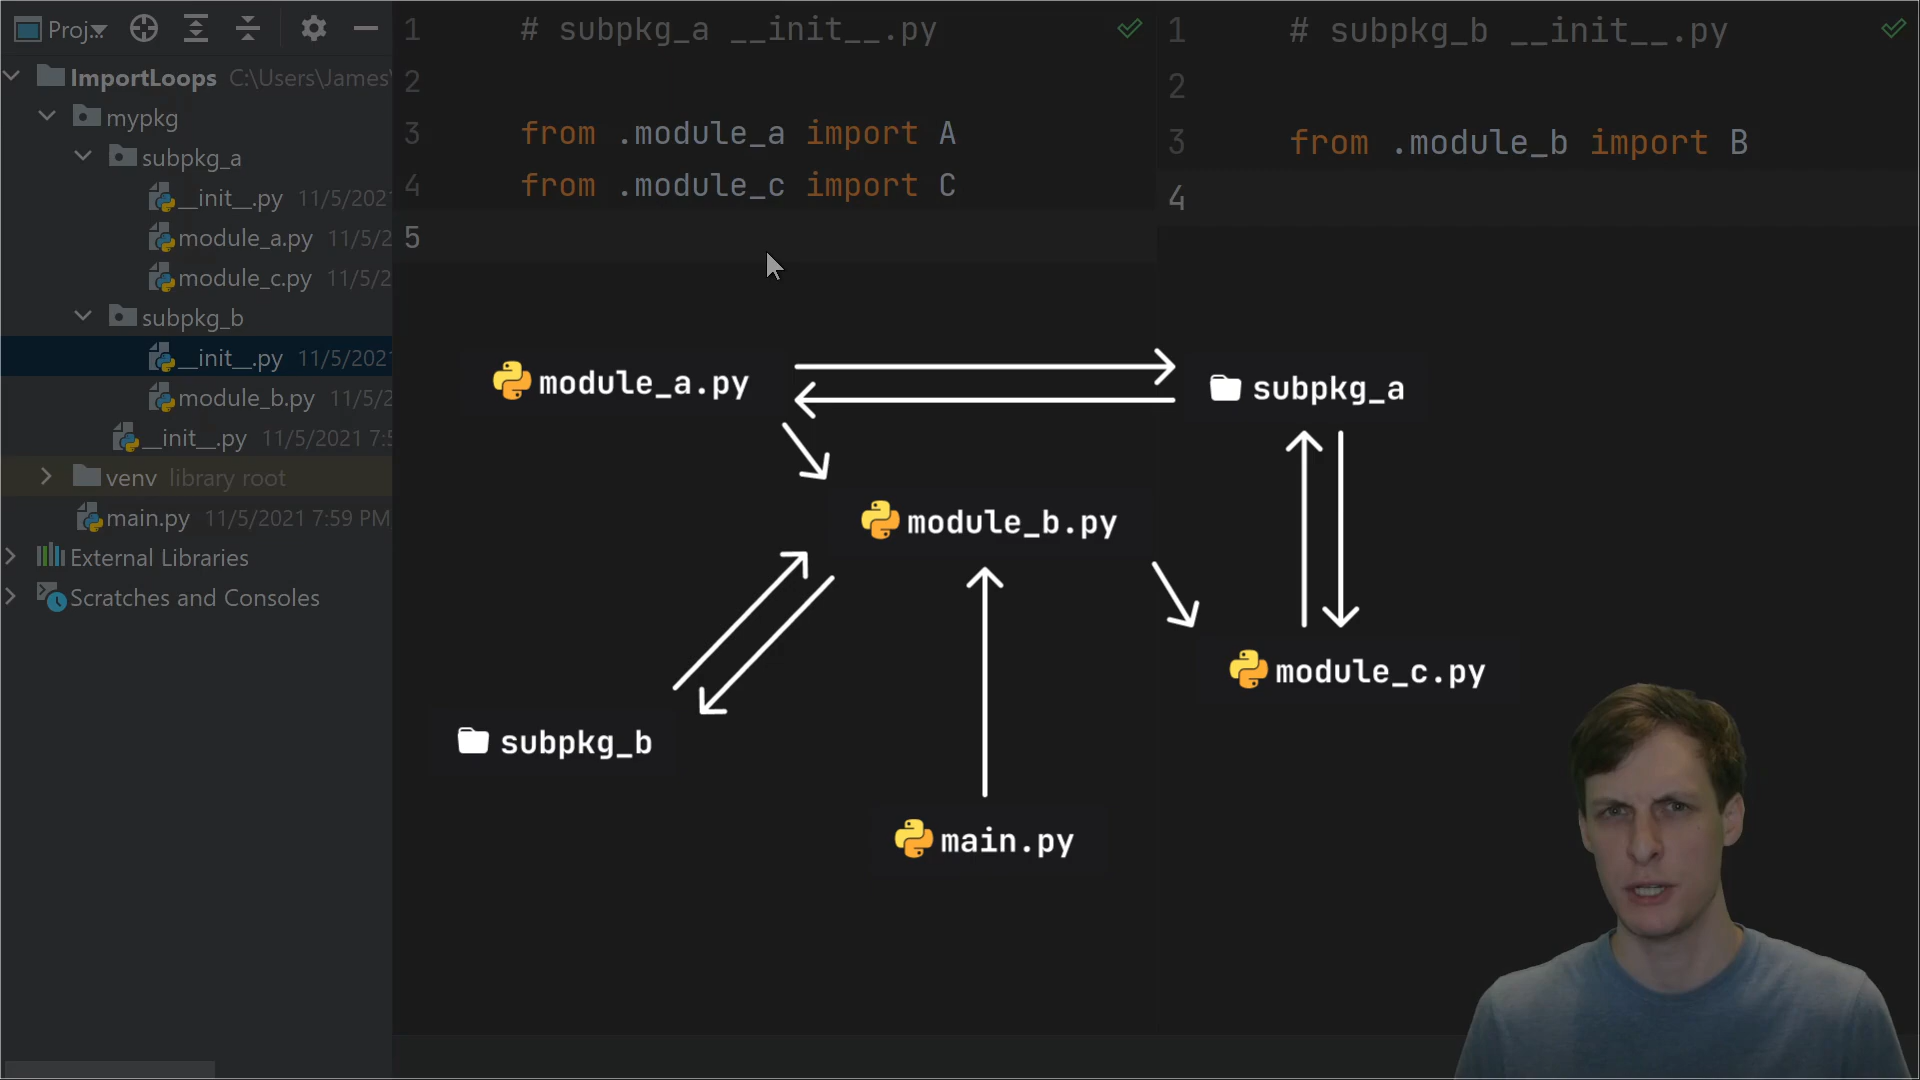 Proj...
ImportLoops C:\Users\James\
mypkg
subpkg_a
__init__.py 11/5/202
module_a.py 11/5/2
module_c.py 11/5/2
subpkg_b
__init__.py 11/5/202
module_b.py 11/5/2
__init__.py 11/5/2021 7:5
venv library root
main.py 11/5/2021 7:59 PM
External Libraries
Scratches and Consoles
1 # subpkg_a __init__.py
2
3 from .module_a import A
4 from .module_c import C
5
1 # subpkg_b __init__.py
2
3 from .module_b import B
4
module_a.py
subpkg_a
module_b.py
module_c.py
subpkg_b
main.py